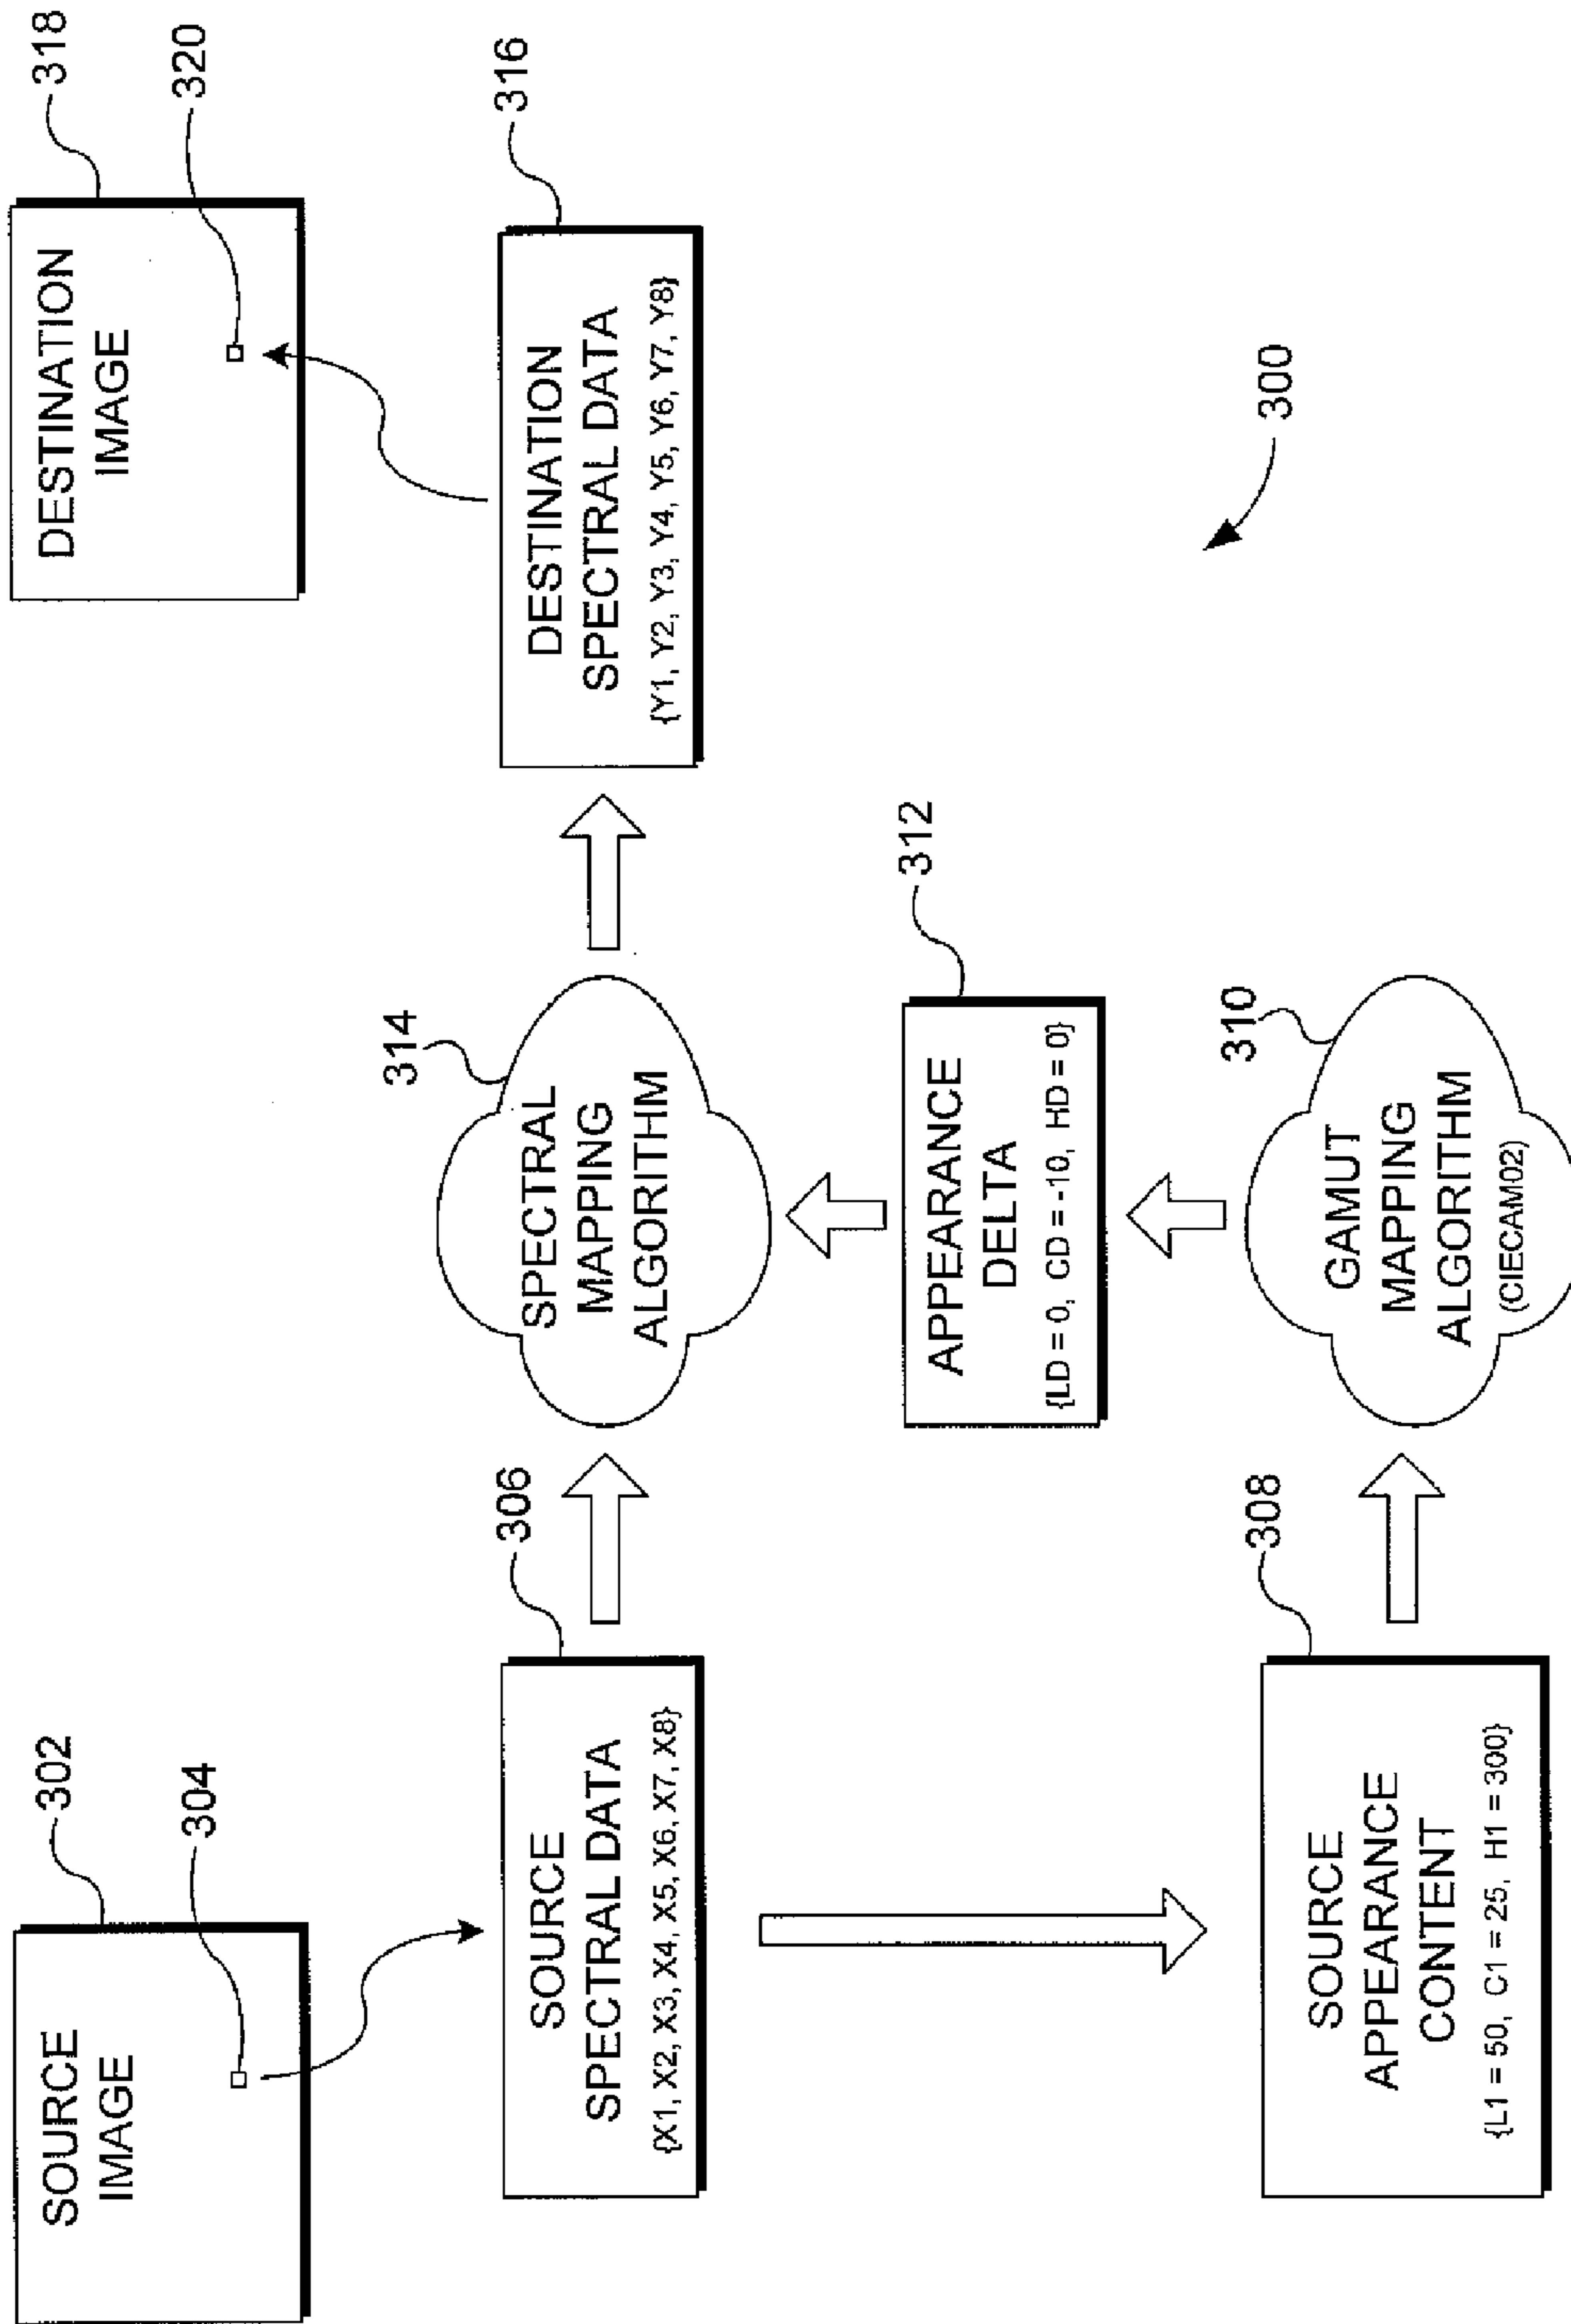 SOURCE
IMAGE
302
304
SOURCE
SPECTRAL DATA
{X1, X2, X3, X4, X5, X6, X7, X8}
306
SOURCE
APPEARANCE
CONTENT
{L1 = 50, C1 = 25, H1 = 300}
308
SPECTRAL
MAPPING
ALGORITHM
314
APPEARANCE
DELTA
{LD = 0, CD = -10, HD = 0}
312
GAMUT
MAPPING
ALGORITHM
(CIECAM02)
310
DESTINATION
IMAGE
318
320
DESTINATION
SPECTRAL DATA
{Y1, Y2, Y3, Y4, Y5, Y6, Y7, Y8}
316
300